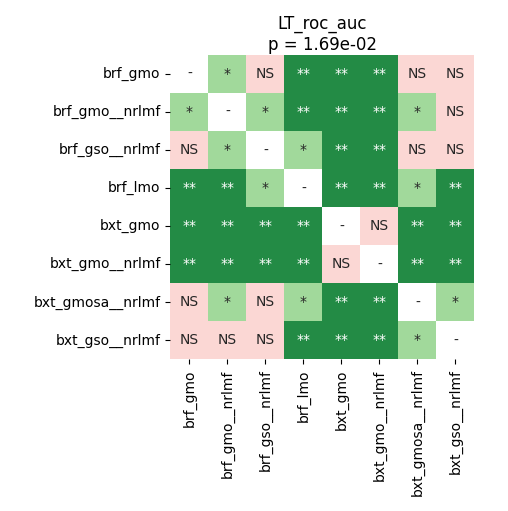 LT_roc_auc
p = 1.69e-02
brf_gmo - * NS ** ** ** NS NS
brf_gmo__nrlmf * - * ** ** ** * NS
brf_gso__nrlmf NS * - * ** ** NS NS
brf_lmo ** ** * - ** ** * **
bxt_gmo ** ** ** ** - NS ** **
bxt_gmo__nrlmf ** ** ** ** NS - ** **
bxt_gmosa__nrlmf NS * NS * ** ** - *
bxt_gso__nrlmf NS NS NS ** ** ** * -
brf_gmo
brf_gmo__nrlmf
brf_gso__nrlmf
brf_lmo
bxt_gmo
bxt_gmo__nrlmf
bxt_gmosa__nrlmf
bxt_gso__nrlmf